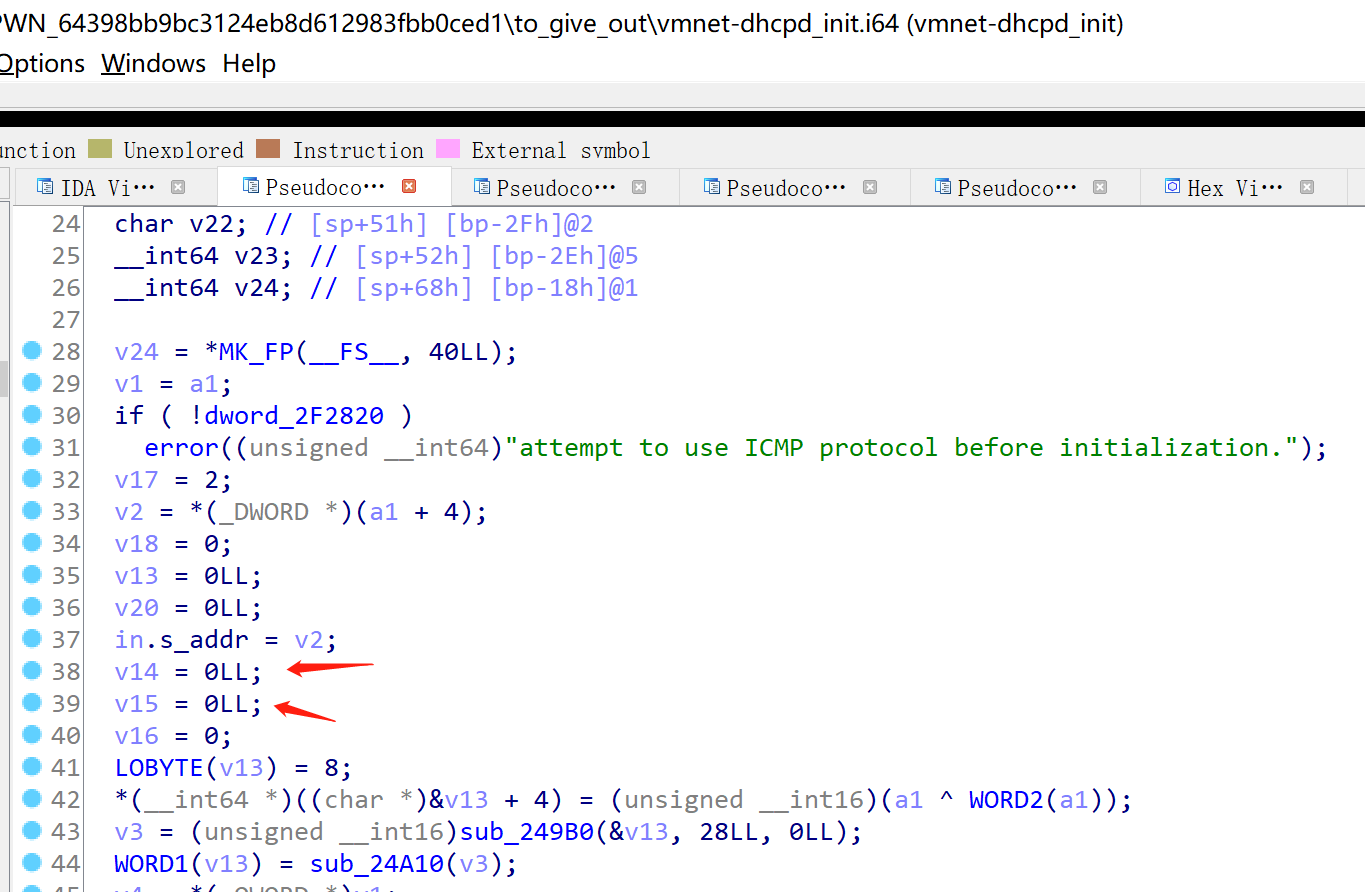 PWN_64398bb9bc3124eb8d612983fbb0ced1\to_give_out\vmnet-dhcpd_init.i64 (vmnet-dhcpd_init)
Options Windows Help
unction Unexplored Instruction External symbol
IDA Vi··· Pseudoco··· Pseudoco··· Pseudoco··· Pseudoco··· Hex Vi···
24 char v22; // [sp+51h] [bp-2Fh]@2
25 __int64 v23; // [sp+52h] [bp-2Eh]@5
26 __int64 v24; // [sp+68h] [bp-18h]@1
27
28 v24 = *MK_FP(__FS__, 40LL);
29 v1 = a1;
30 if ( !dword_2F2820 )
31 error((unsigned __int64)"attempt to use ICMP protocol before initialization.");
32 v17 = 2;
33 v2 = *(_DWORD *)(a1 + 4);
34 v18 = 0;
35 v13 = 0LL;
36 v20 = 0LL;
37 in.s_addr = v2;
38 v14 = 0LL;
39 v15 = 0LL;
40 v16 = 0;
41 LOBYTE(v13) = 8;
42 *(__int64 *)((char *)&v13 + 4) = (unsigned __int16)(a1 ^ WORD2(a1));
43 v3 = (unsigned __int16)sub_249B0(&v13, 28LL, 0LL);
44 WORD1(v13) = sub_24A10(v3);